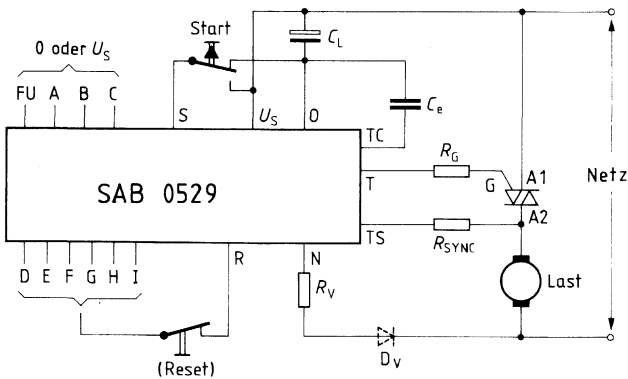 Start
C_L
0 oder U_S
FU A B C
S U_S 0
C_e
TC
R_G
T
G A1
Netz
SAB 0529
A2
TS
R_SYNC
R N
D E F G H I
Last
R_V
D_V
(Reset)